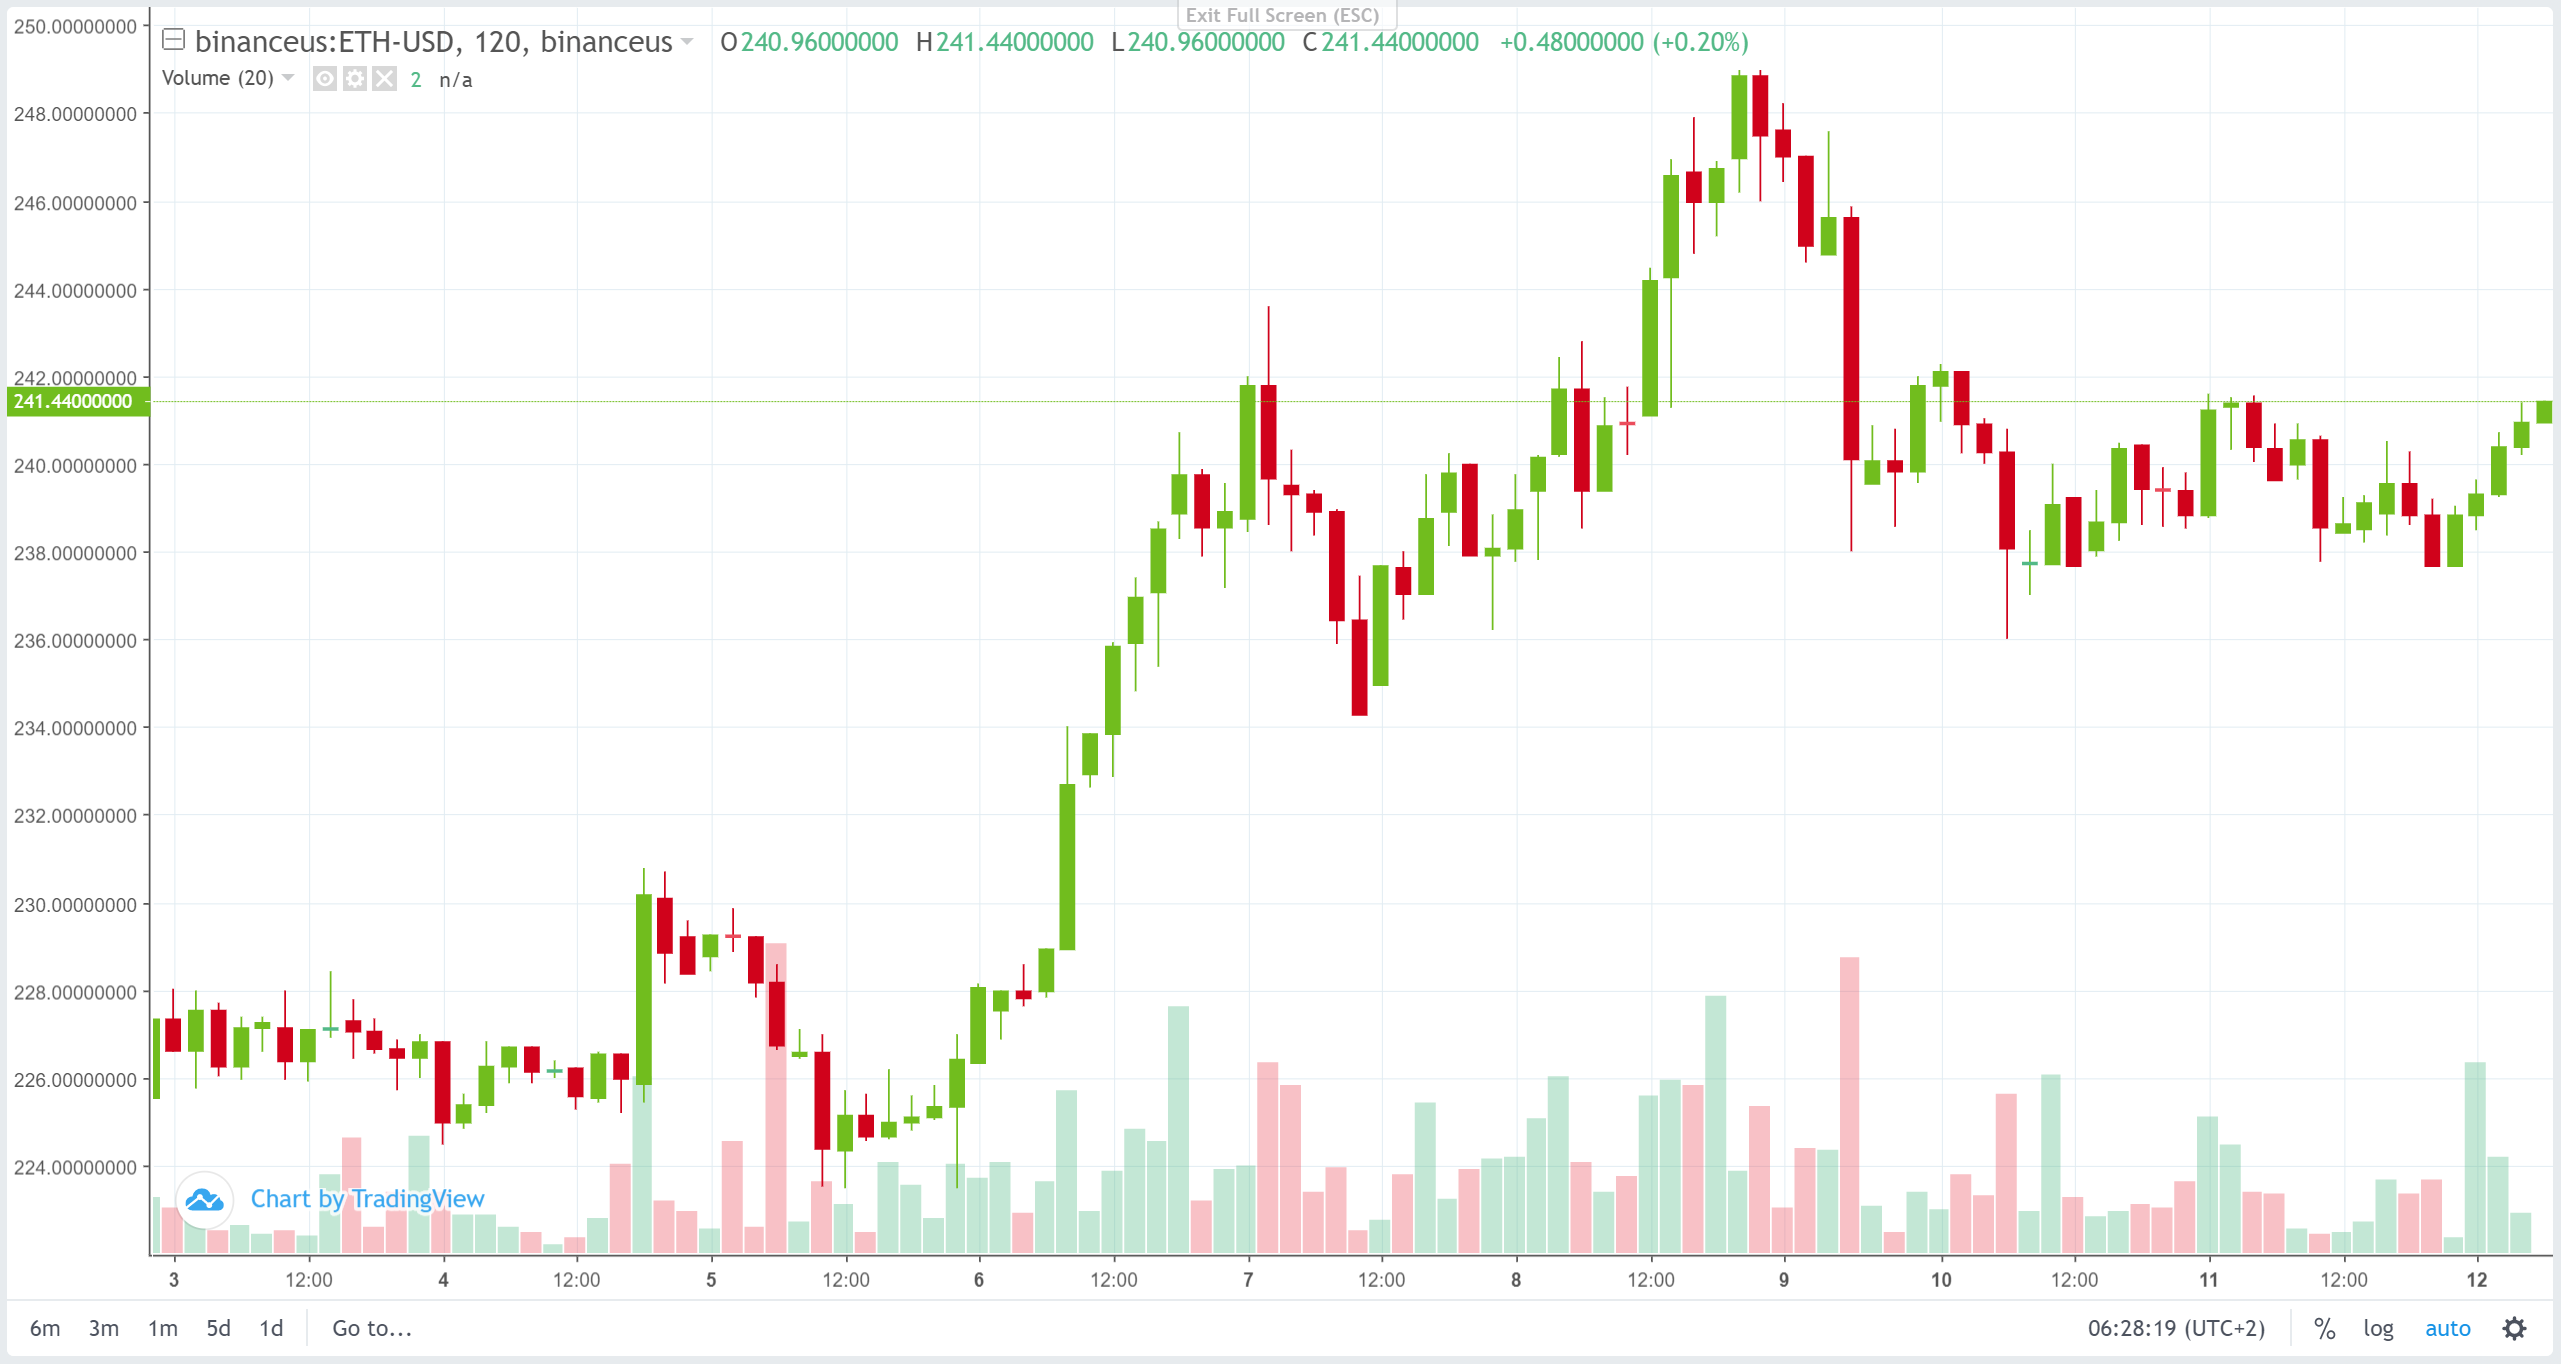 Exit Full Screen (ESC)
binanceus:ETH-USD, 120, binanceus O240.96000000 H241.44000000 L240.96000000 C241.44000000 +0.48000000 (+0.20%)
Volume (20) 2 n/a
250.00000000
248.00000000
246.00000000
244.00000000
242.00000000
241.44000000
240.00000000
238.00000000
236.00000000
234.00000000
232.00000000
230.00000000
228.00000000
226.00000000
224.00000000
Chart by TradingView
3 12:00 4 12:00 5 12:00 6 12:00 7 12:00 8 12:00 9 10 12:00 11 12:00 12
6m 3m 1m 5d 1d Go to... 06:28:19 (UTC+2) % log auto